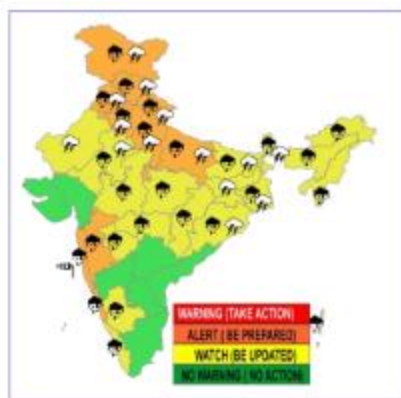 WARNING (TAKE ACTION)
ALERT ( BE PREPARED)
WATCH (BE UPDATED)
NO WARNING ( NO ACTION)